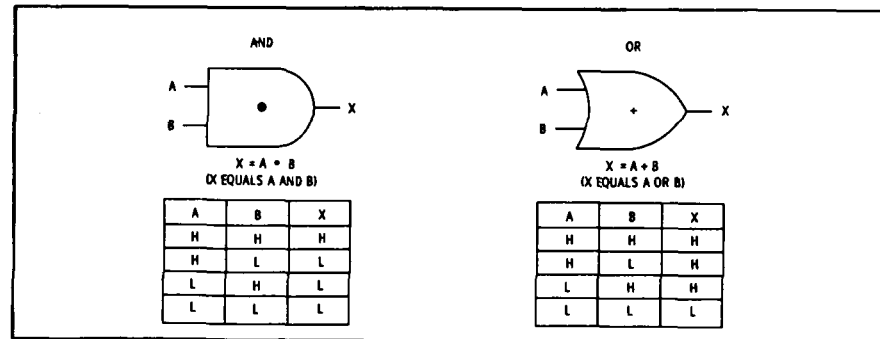 AND
A
B
●
X
X = A • B
(X EQUALS A AND B)
A B X
H H H
H L L
L H L
L L L
OR
A
B
+
X
X = A + B
(X EQUALS A OR B)
A B X
H H H
H L H
L H H
L L L